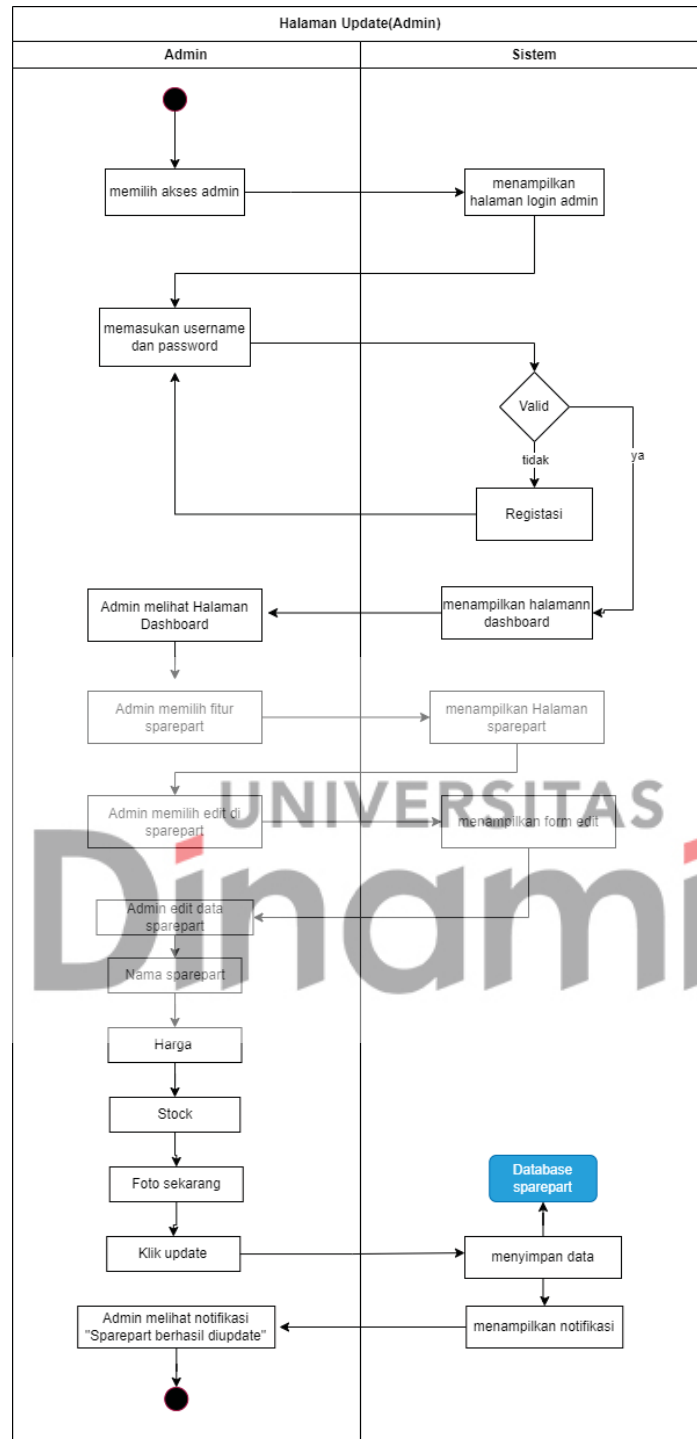 Halaman Update(Admin)
Admin
Sistem
memilih akses admin
menampilkan
halaman login admin
memasukan username
dan password
Valid
tidak
ya
Registasi
Admin melihat Halaman
Dashboard
menampilkan halamann
dashboard
Admin memilih fitur
sparepart
menampilkan Halaman
sparepart
UNIVERSITAS
Dinami
Admin memilih edit di
sparepart
menampilkan form edit
Admin edit data
sparepart
Nama sparepart
Harga
Stock
Foto sekarang
Database
sparepart
Klik update
menyimpan data
Admin melihat notifikasi
"Sparepart berhasil diupdate"
menampilkan notifikasi